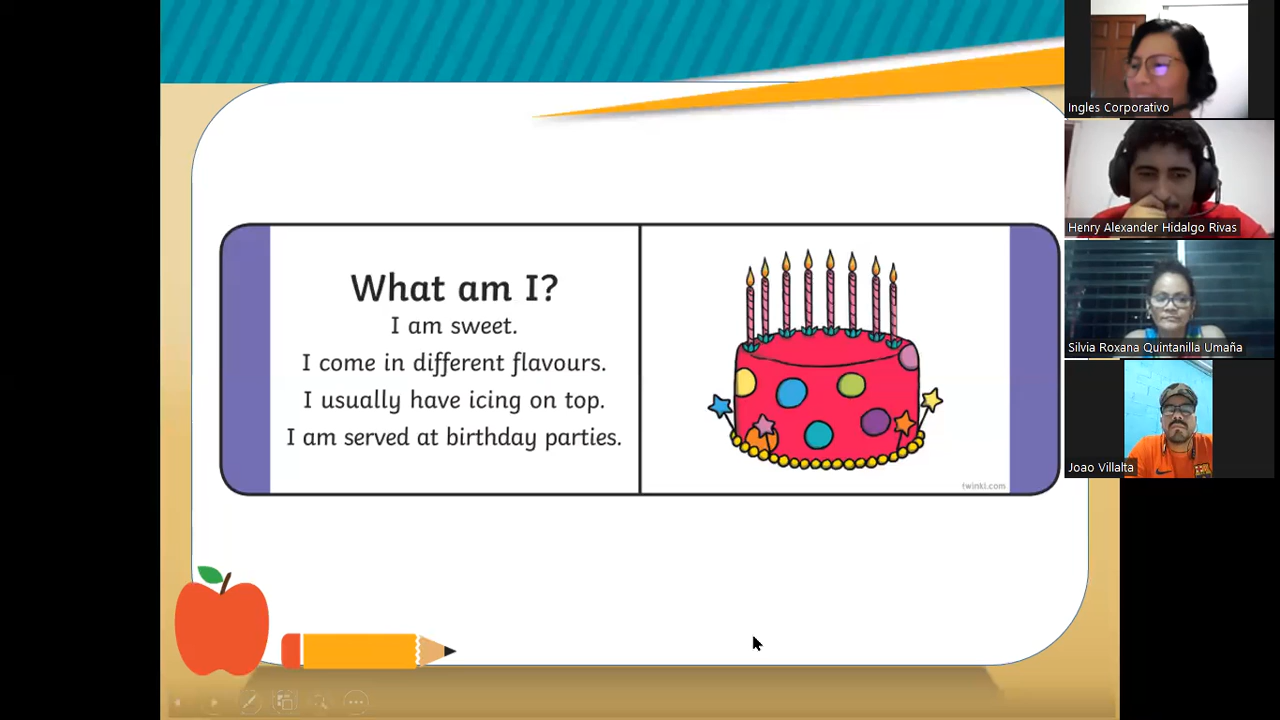 What am I?
I am sweet.
I come in different flavours.
I usually have icing on top.
I am served at birthday parties.
twinkl.com
Ingles Corporativo
Henry Alexander Hidalgo Rivas
Silvia Roxana Quintanilla Umaña
Joao Villalta